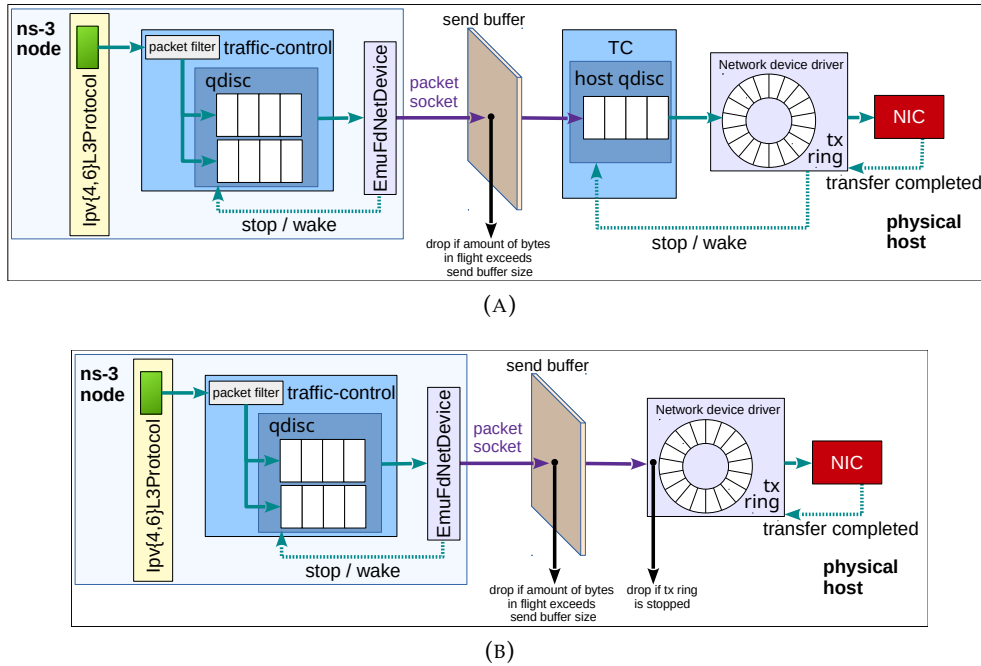 ns-3
node
Ipv{4,6}L3Protocol
packet filter
traffic-control
qdisc
EmuFdNetDevice
stop / wake
packet
socket
send buffer
drop if amount of bytes
in flight exceeds
send buffer size
TC
host qdisc
Network device driver
tx
ring
NIC
transfer completed
stop / wake
physical
host
(A)
ns-3
node
Ipv{4,6}L3Protocol
packet filter
traffic-control
qdisc
EmuFdNetDevice
stop / wake
packet
socket
send buffer
drop if amount of bytes
in flight exceeds
send buffer size
drop if tx ring
is stopped
Network device driver
tx
ring
NIC
transfer completed
physical
host
(B)